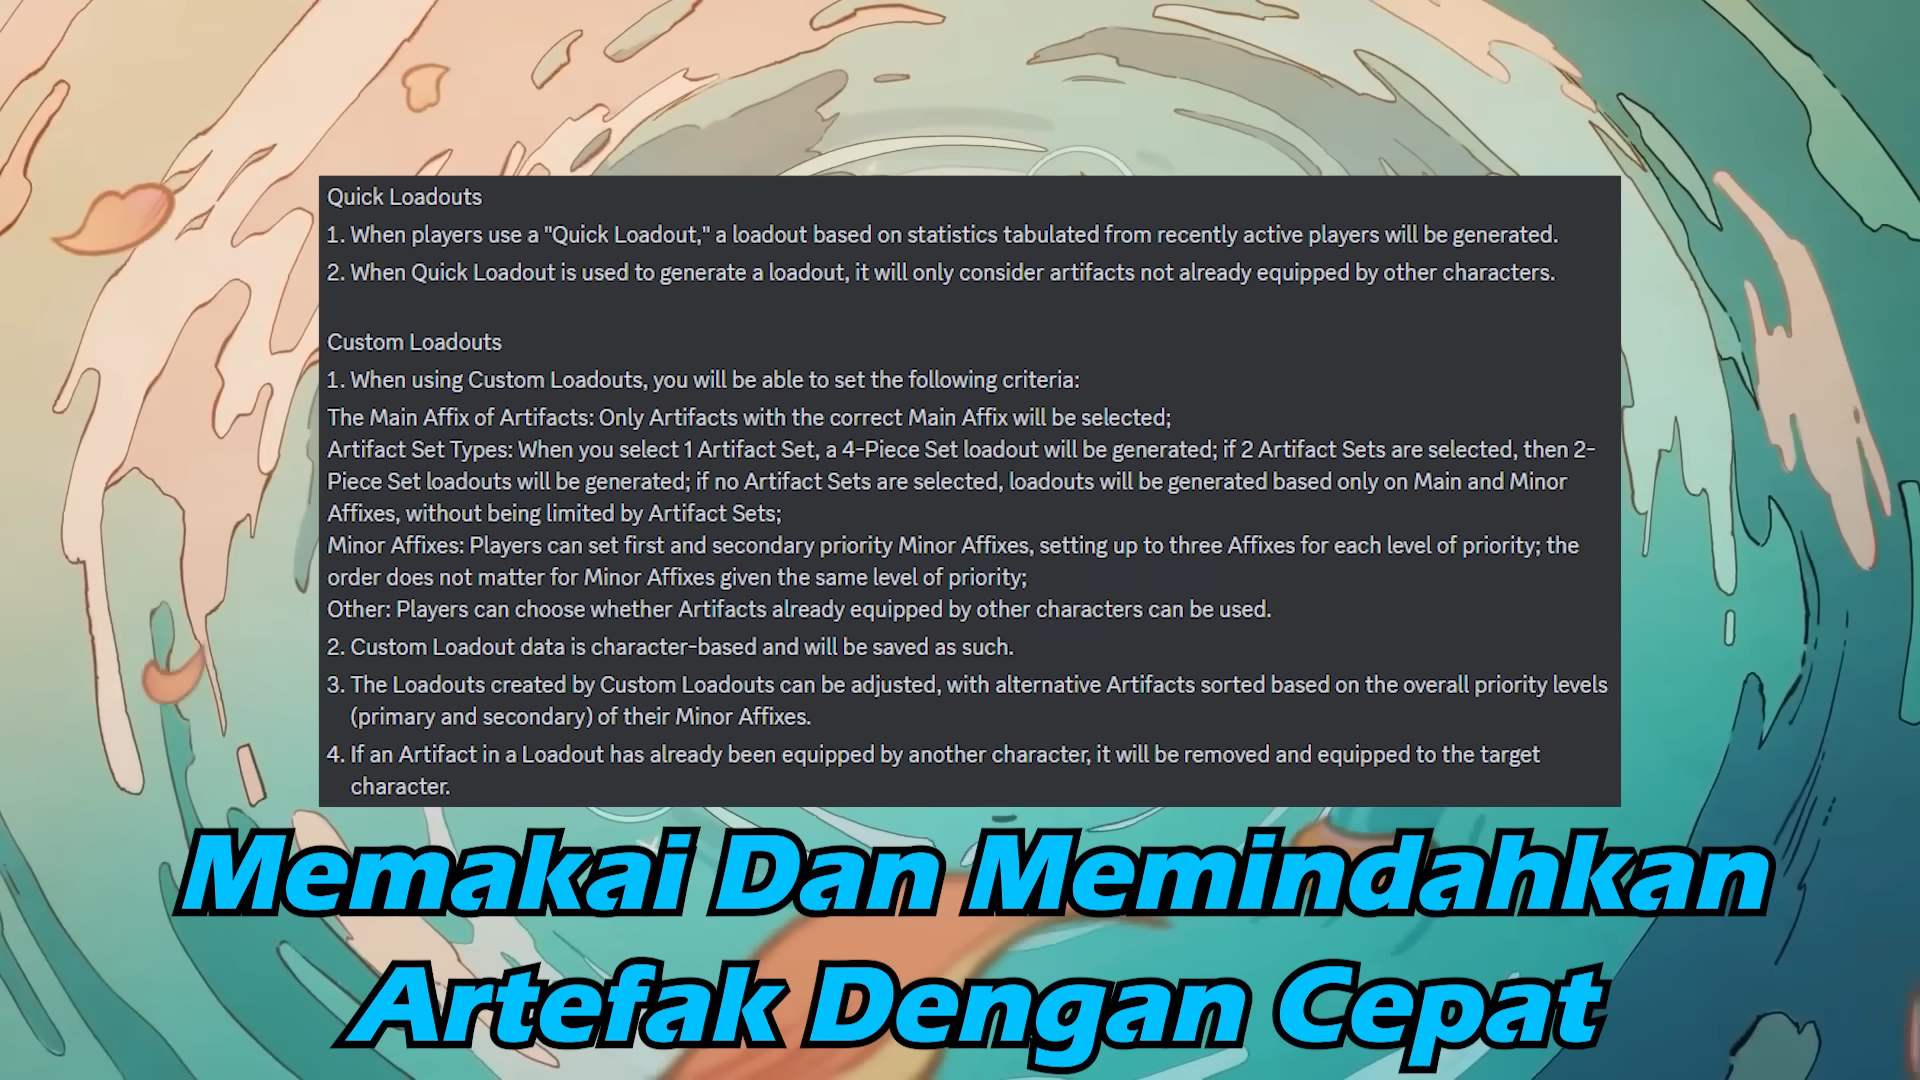 Quick Loadouts
1. When players use a "Quick Loadout," a loadout based on statistics tabulated from recently active players will be generated.
2. When Quick Loadout is used to generate a loadout, it will only consider artifacts not already equipped by other characters.
Custom Loadouts
1. When using Custom Loadouts, you will be able to set the following criteria:
The Main Affix of Artifacts: Only Artifacts with the correct Main Affix will be selected;
Artifact Set Types: When you select 1 Artifact Set, a 4-Piece Set loadout will be generated; if 2 Artifact Sets are selected, then 2-
Piece Set loadouts will be generated; if no Artifact Sets are selected, loadouts will be generated based only on Main and Minor
Affixes, without being limited by Artifact Sets;
Minor Affixes: Players can set first and secondary priority Minor Affixes, setting up to three Affixes for each level of priority; the
order does not matter for Minor Affixes given the same level of priority;
Other: Players can choose whether Artifacts already equipped by other characters can be used.
2. Custom Loadout data is character-based and will be saved as such.
3. The Loadouts created by Custom Loadouts can be adjusted, with alternative Artifacts sorted based on the overall priority levels
(primary and secondary) of their Minor Affixes.
4. If an Artifact in a Loadout has already been equipped by another character, it will be removed and equipped to the target
character.
Memakai Dan Memindahkan
Artefak Dengan Cepat